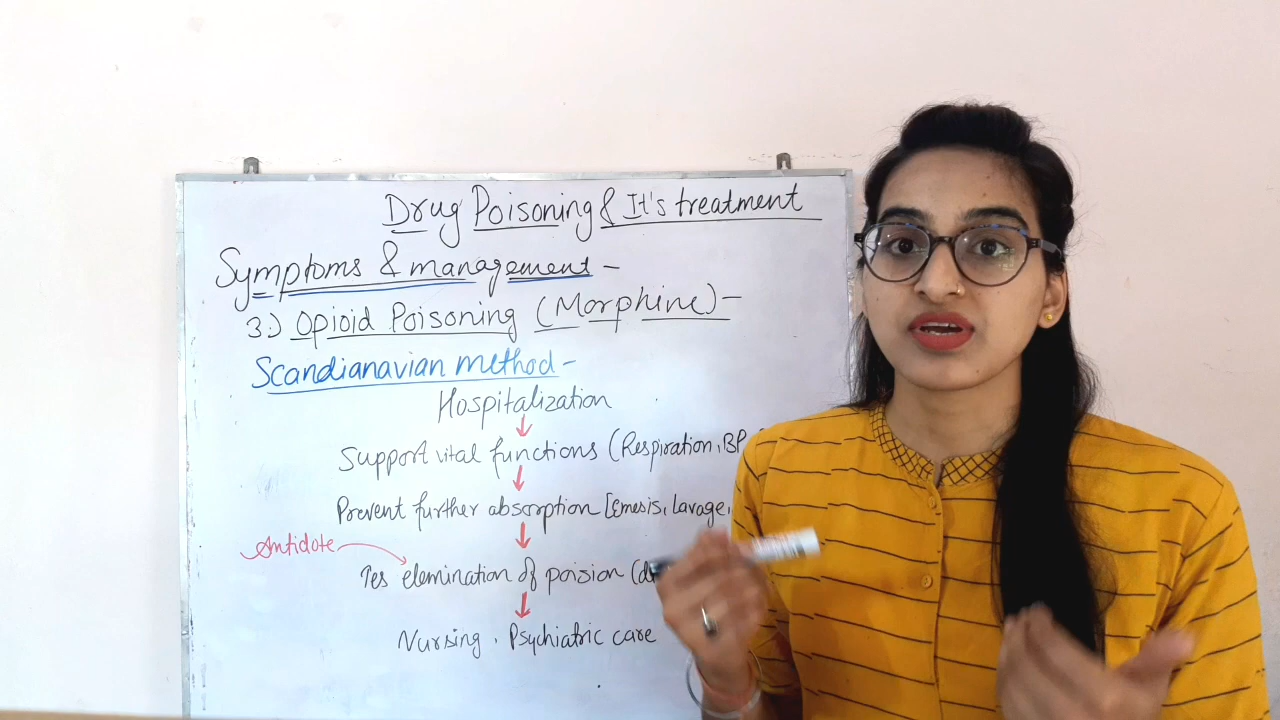 Drug Poisoning & It's treatment
Symptoms & management -
3.) Opioid Poisoning (Morphine) -
Scandianavian method -
Hospitalization
↓
Support vital functions (Respiration, BP
↓
Prevent further absorption [Emesis, Lavage,
↓
Antidote
↑es elemination of poision (d
↓
Nursing, Psychiatric care